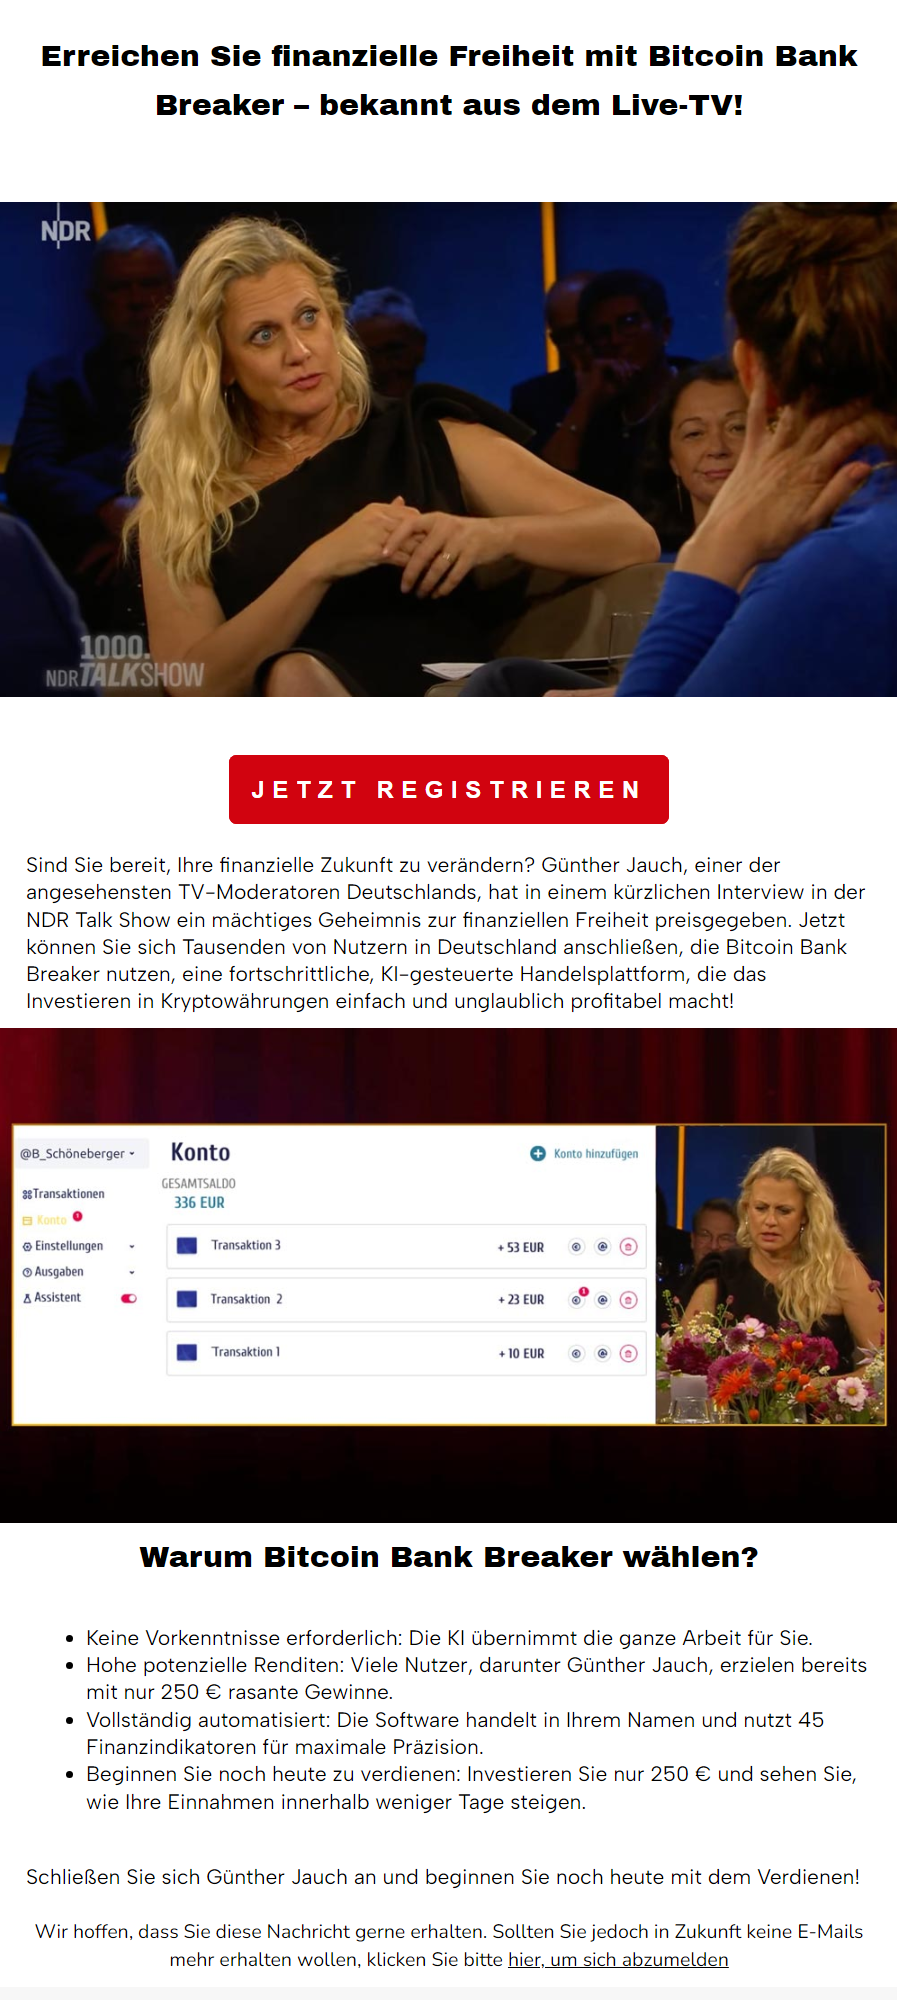 Erreichen Sie finanzielle Freiheit mit Bitcoin Bank
Breaker – bekannt aus dem Live-TV!
NDR
1000.
NDR TALKSHOW
JETZT REGISTRIEREN
Sind Sie bereit, Ihre finanzielle Zukunft zu verändern? Günther Jauch, einer der
angesehensten TV-Moderatoren Deutschlands, hat in einem kürzlichen Interview in der
NDR Talk Show ein mächtiges Geheimnis zur finanziellen Freiheit preisgegeben. Jetzt
können Sie sich Tausenden von Nutzern in Deutschland anschließen, die Bitcoin Bank
Breaker nutzen, eine fortschrittliche, KI-gesteuerte Handelsplattform, die das
Investieren in Kryptowährungen einfach und unglaublich profitabel macht!
@B_Schöneberger
Transaktionen
Konto 1
Einstellungen
Ausgaben
Assistent
Konto
Konto hinzufügen
GESAMTSALDO
336 EUR
Transaktion 3 + 53 EUR
Transaktion 2 + 23 EUR 1
Transaktion 1 + 10 EUR
Warum Bitcoin Bank Breaker wählen?
• Keine Vorkenntnisse erforderlich: Die KI übernimmt die ganze Arbeit für Sie.
• Hohe potenzielle Renditen: Viele Nutzer, darunter Günther Jauch, erzielen bereits
mit nur 250 € rasante Gewinne.
• Vollständig automatisiert: Die Software handelt in Ihrem Namen und nutzt 45
Finanzindikatoren für maximale Präzision.
• Beginnen Sie noch heute zu verdienen: Investieren Sie nur 250 € und sehen Sie,
wie Ihre Einnahmen innerhalb weniger Tage steigen.
Schließen Sie sich Günther Jauch an und beginnen Sie noch heute mit dem Verdienen!
Wir hoffen, dass Sie diese Nachricht gerne erhalten. Sollten Sie jedoch in Zukunft keine E-Mails
mehr erhalten wollen, klicken Sie bitte hier, um sich abzumelden